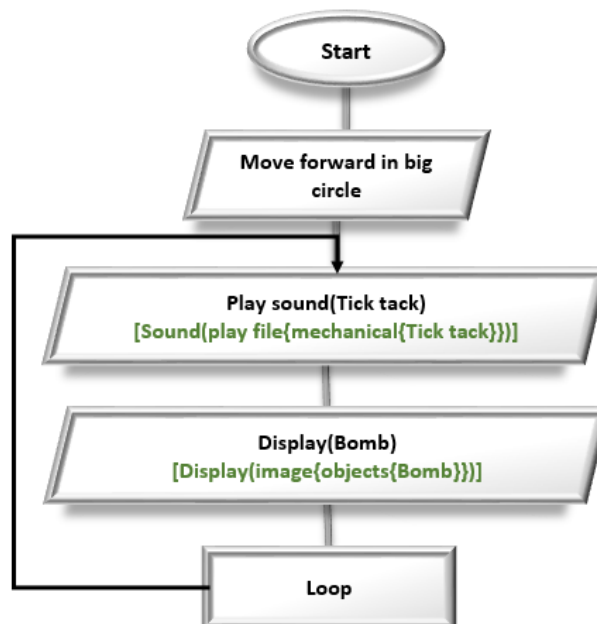 Start
Move forward in big
circle
Play sound(Tick tack)
[Sound(play file{mechanical{Tick tack}})]
Display(Bomb)
[Display(image{objects{Bomb}})]
Loop